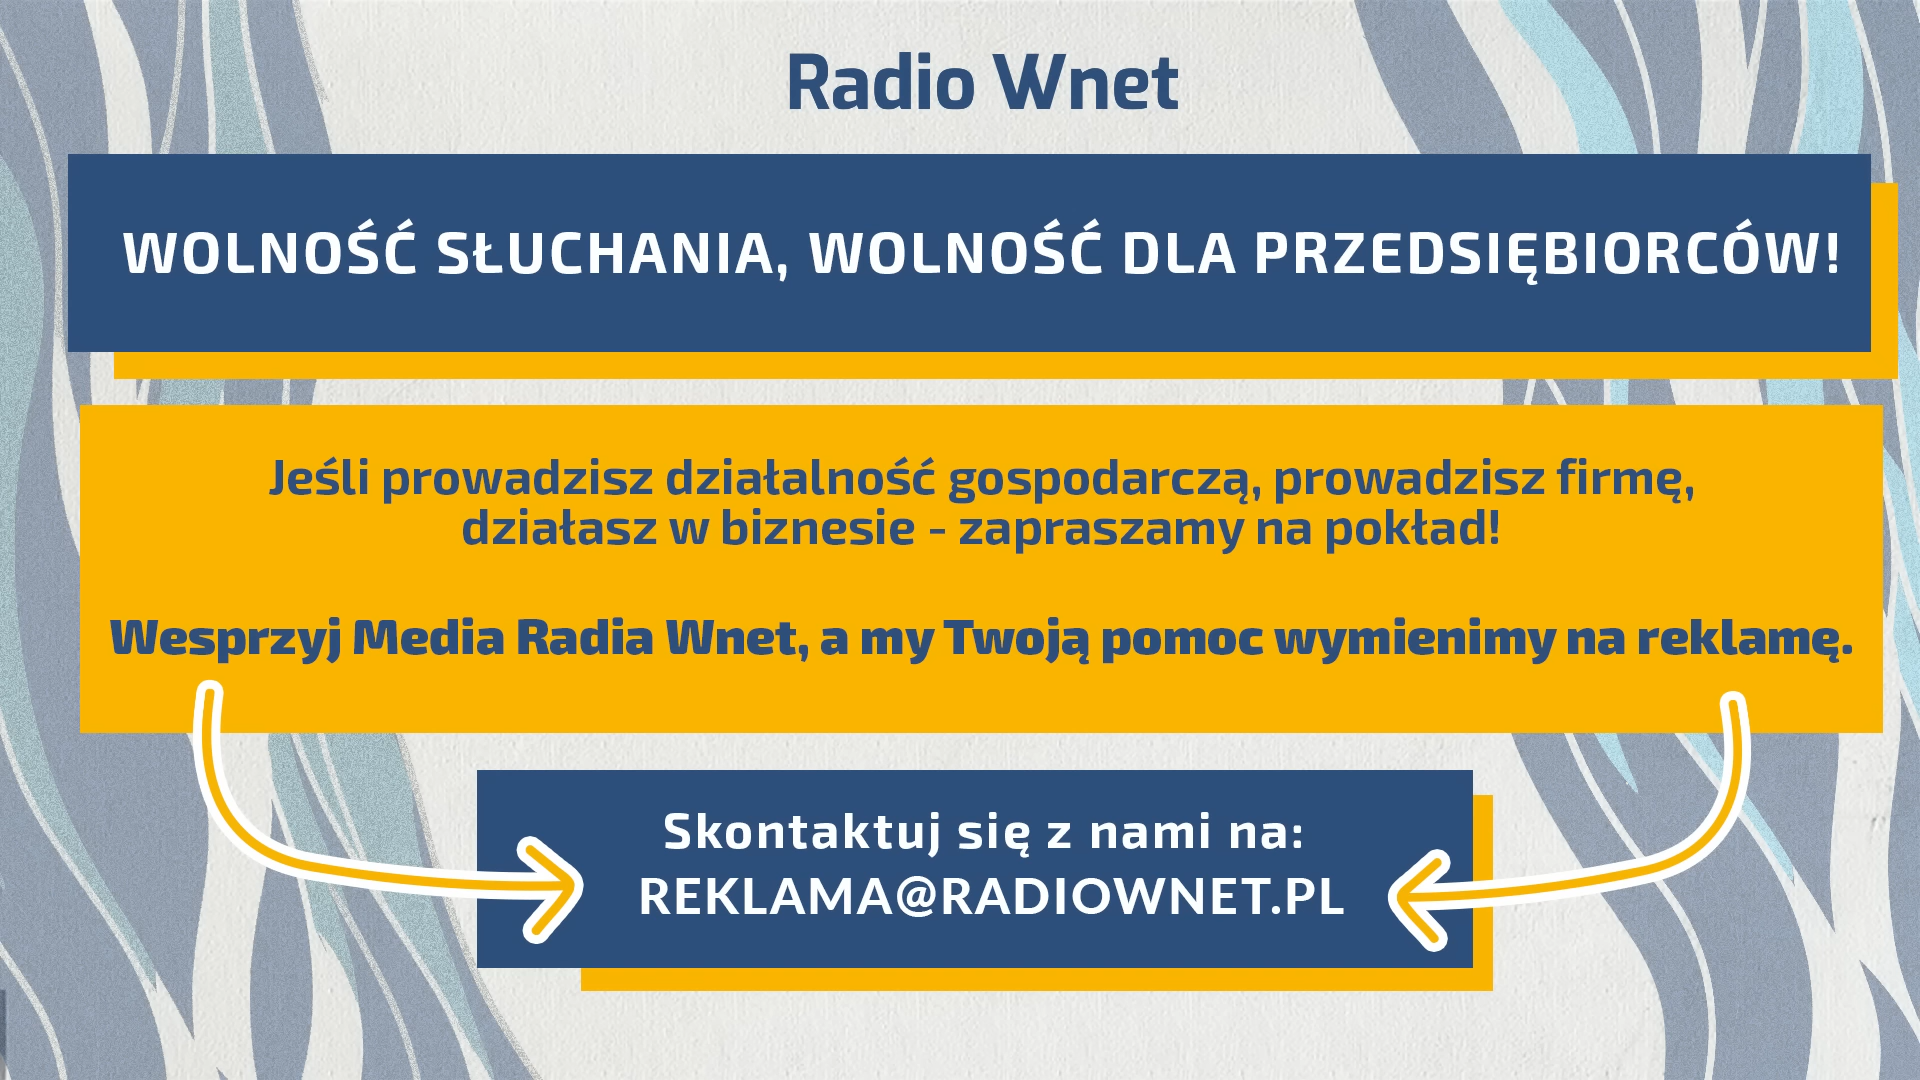 Radio Wnet
WOLNOŚĆ SŁUCHANIA, WOLNOŚĆ DLA PRZEDSIĘBIORCÓW!
Jeśli prowadzisz działalność gospodarczą, prowadzisz firmę,
działasz w biznesie - zapraszamy na pokład!
Wesprzyj Media Radia Wnet, a my Twoją pomoc wymienimy na reklamę.
Skontaktuj się z nami na:
REKLAMA@RADIOWNET.PL